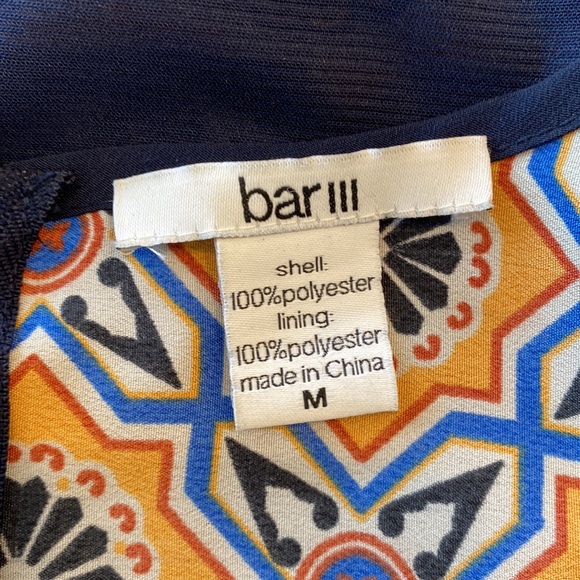 bar III
shell:
100%polyester
lining:
100%polyester
made in China
M